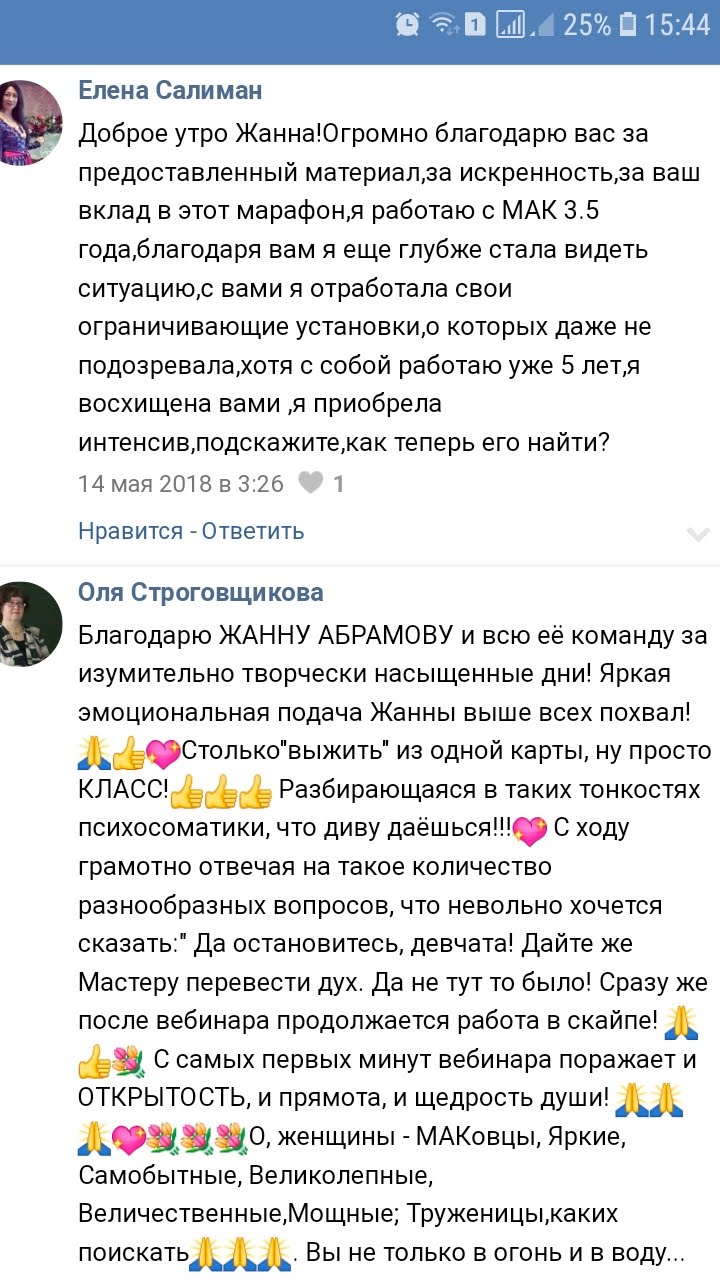 1 25% 15:44
Елена Салиман
Доброе утро Жанна!Огромно благодарю вас за
предоставленный материал,за искренность,за ваш
вклад в этот марафон,я работаю с МАК 3.5
года,благодаря вам я еще глубже стала видеть
ситуацию,с вами я отработала свои
ограничивающие установки,о которых даже не
подозревала,хотя с собой работаю уже 5 лет,я
восхищена вами ,я приобрела
интенсив,подскажите,как теперь его найти?
14 мая 2018 в 3:26 1
Нравится - Ответить
Оля Строговщикова
Благодарю ЖАННУ АБРАМОВУ и всю её команду за
изумительно творчески насыщенные дни! Яркая
эмоциональная подача Жанны выше всех похвал!
🙏👍💖Столько"выжить" из одной карты, ну просто
КЛАСС!👍👍👍 Разбирающаяся в таких тонкостях
психосоматики, что диву даёшься!!!💖 С ходу
грамотно отвечая на такое количество
разнообразных вопросов, что невольно хочется
сказать:" Да остановитесь, девчата! Дайте же
Мастеру перевести дух. Да не тут то было! Сразу же
после вебинара продолжается работа в скайпе! 🙏
👍💐 С самых первых минут вебинара поражает и
ОТКРЫТОСТЬ, и прямота, и щедрость души! 🙏🙏
🙏💖💐💐💐О, женщины - МАКовцы, Яркие,
Самобытные, Великолепные,
Величественные,Мощные; Труженицы,каких
поискать🙏🙏🙏. Вы не только в огонь и в воду...